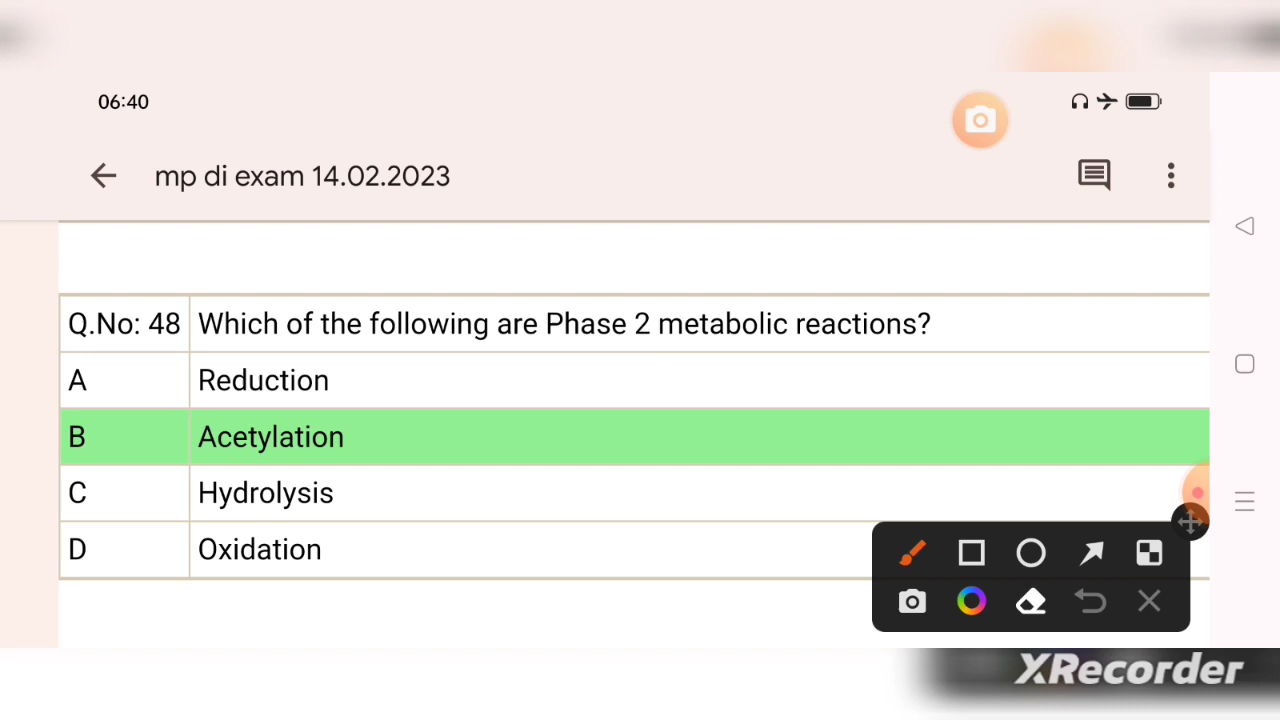 06:40
mp di exam 14.02.2023
Q.No: 48 Which of the following are Phase 2 metabolic reactions?
A Reduction
B Acetylation
C Hydrolysis
D Oxidation
XRecorder